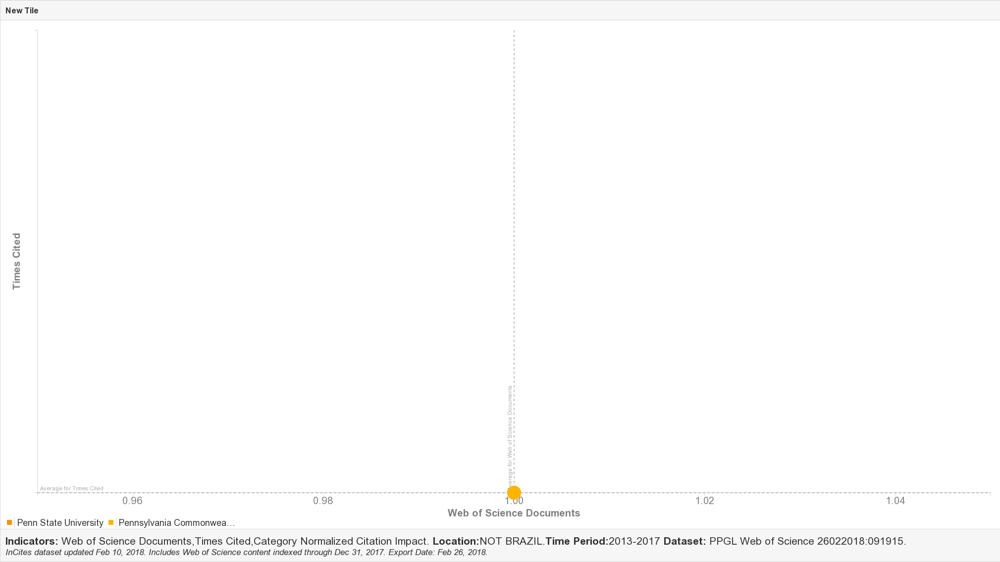 New Tile
Times Cited
Average for Web of Science Documents
Average for Times Cited
0.96 0.98 1.00 1.02 1.04
Web of Science Documents
Penn State University Pennsylvania Commonwea…
Indicators: Web of Science Documents,Times Cited,Category Normalized Citation Impact. Location:NOT BRAZIL.Time Period:2013-2017 Dataset: PPGL Web of Science 26022018:091915.
InCites dataset updated Feb 10, 2018. Includes Web of Science content indexed through Dec 31, 2017. Export Date: Feb 26, 2018.